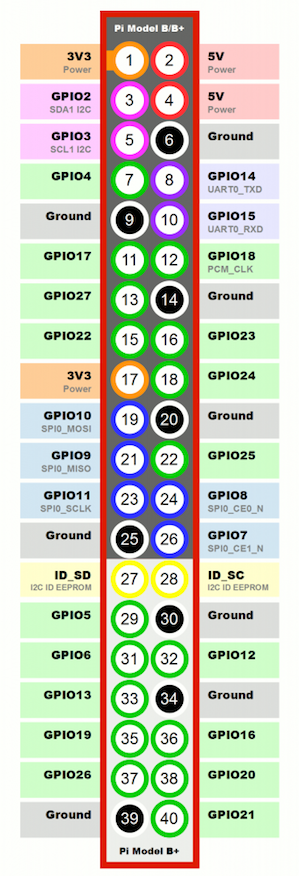 Pi Model B/B+
3V3 1 2 5V
Power Power
GPIO2 3 4 5V
SDA1 I2C Power
GPIO3 5 6 Ground
SCL1 I2C
GPIO4 7 8 GPIO14
UART0_TXD
Ground 9 10 GPIO15
UART0_RXD
GPIO17 11 12 GPIO18
PCM_CLK
GPIO27 13 14 Ground
GPIO22 15 16 GPIO23
3V3 17 18 GPIO24
Power
GPIO10 19 20 Ground
SPI0_MOSI
GPIO9 21 22 GPIO25
SPI0_MISO
GPIO11 23 24 GPIO8
SPI0_SCLK SPI0_CE0_N
Ground 25 26 GPIO7
SPI0_CE1_N
ID_SD 27 28 ID_SC
I2C ID EEPROM I2C ID EEPROM
GPIO5 29 30 Ground
GPIO6 31 32 GPIO12
GPIO13 33 34 Ground
GPIO19 35 36 GPIO16
GPIO26 37 38 GPIO20
Ground 39 40 GPIO21
Pi Model B+